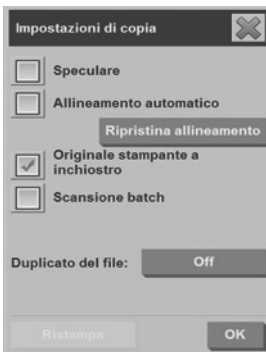 Impostazioni di copia
Speculare
Allineamento automatico
Ripristina allineamento
Originale stampante a
inchiostro
Scansione batch
Duplicato del file:
Off
Ristampa
OK